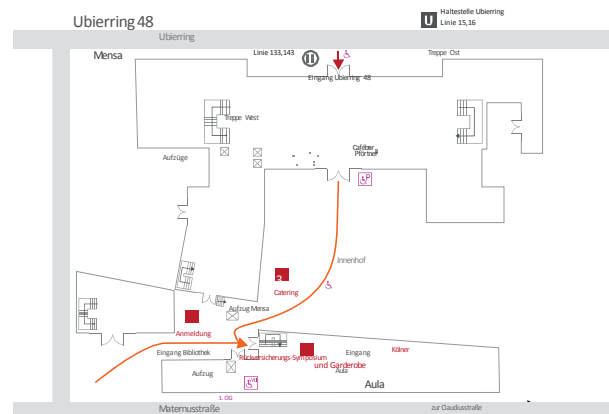 Ubierring 48
U
Haltestelle Ubierring
Linie 15,16
Ubierring
Mensa
Linie 133,143
Treppe Ost
Eingang Ubierring 48
Treppe West
Cafébar
Pförtner
Aufzüge
P
Innenhof
3
Catering
Aufzug Mensa
Anmeldung
Eingang Bibliothek
Rückversicherungs-Symposium
und Garderobe
Eingang
Aula
Kölner
Aufzug
Aula
1. OG
Maternusstraße
zur Claudiusstraße